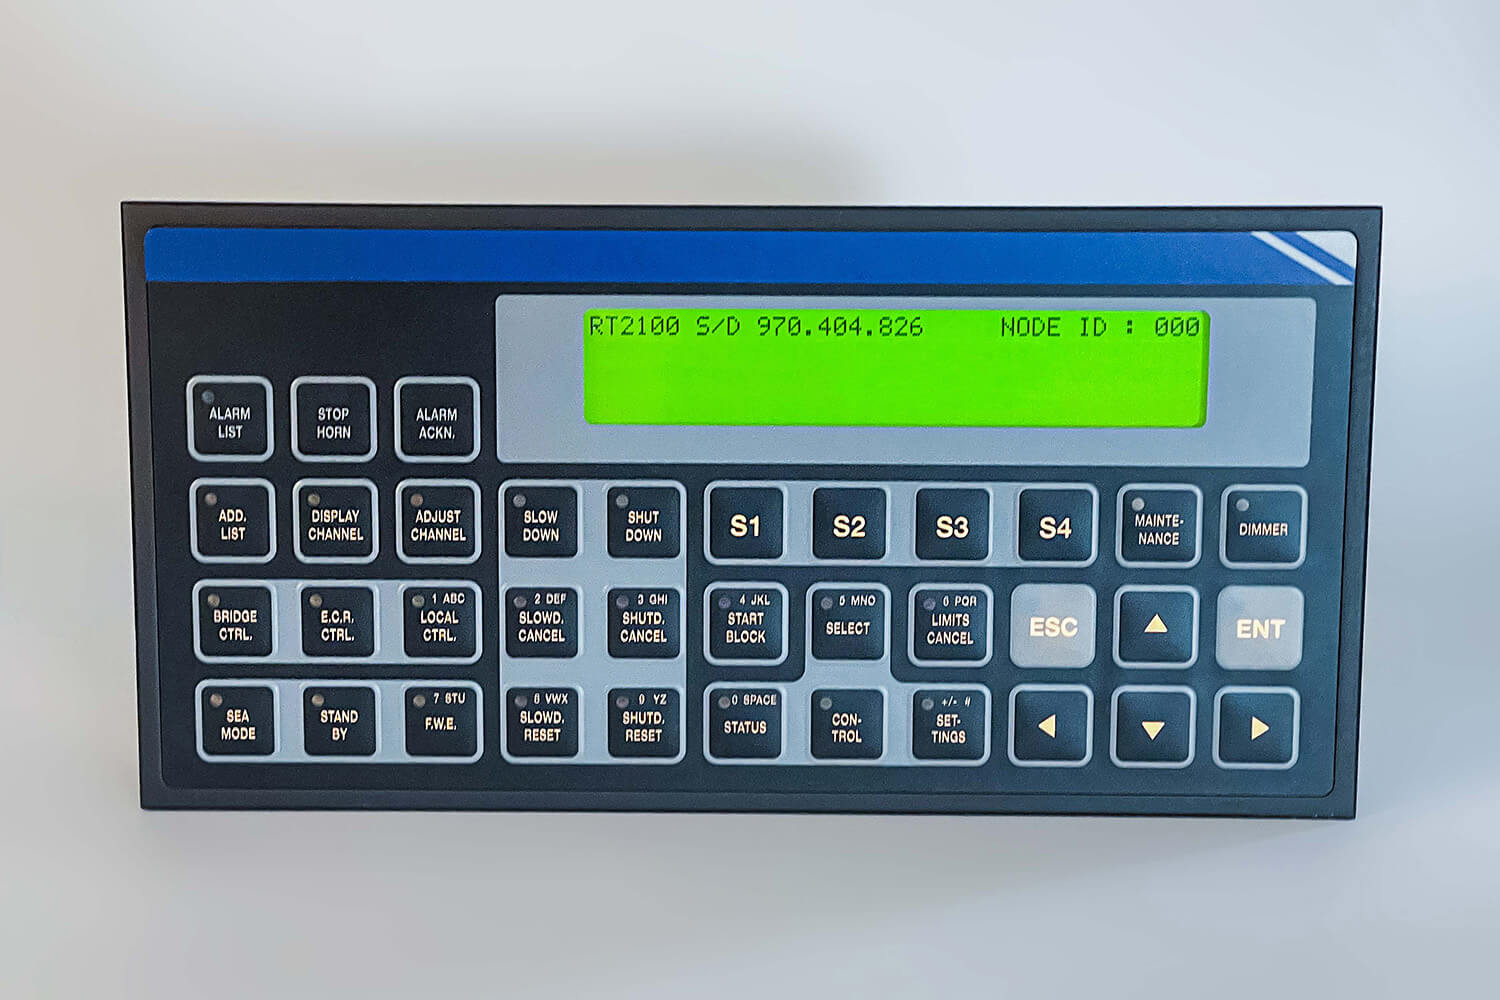 RT2100 S/D 970.404.826 NODE ID : 000
ALARM
LIST
STOP
HORN
ALARM
ACKN.
ADD.
LIST
DISPLAY
CHANNEL
ADJUST
CHANNEL
SLOW
DOWN
SHUT
DOWN
S1
S2
S3
S4
MAINTE-
NANCE
DIMMER
BRIDGE
CTRL.
E.C.R.
CTRL.
1 ABC
LOCAL
CTRL.
2 DEF
SLOWD.
CANCEL
3 GHI
SHUTD.
CANCEL
4 JKL
START
BLOCK
5 MNO
SELECT
6 PQR
LIMITS
CANCEL
ESC
ENT
SEA
MODE
STAND
BY
7 STU
F.W.E.
8 VWX
SLOWD.
RESET
9 YZ
SHUTD.
RESET
0 SPACE
STATUS
CON-
TROL
+/- #
SET-
TINGS